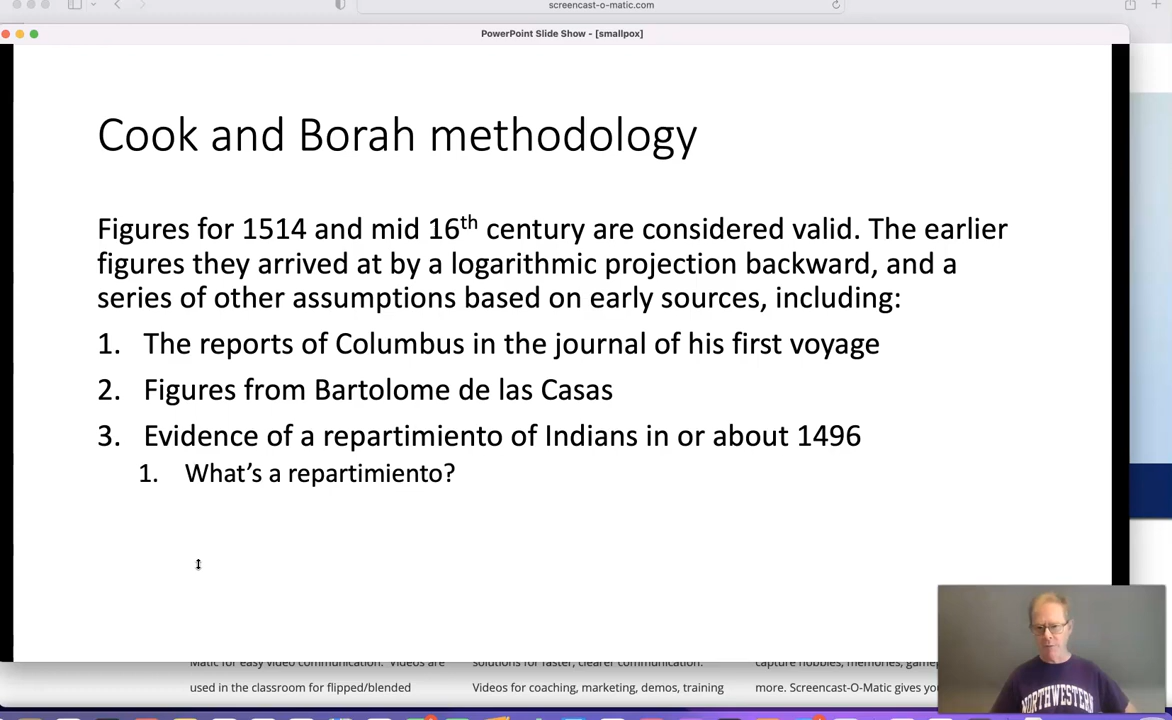 screencast-o-matic.com
PowerPoint Slide Show - [smallpox]
Cook and Borah methodology
Figures for 1514 and mid 16th century are considered valid. The earlier
figures they arrived at by a logarithmic projection backward, and a
series of other assumptions based on early sources, including:
1. The reports of Columbus in the journal of his first voyage
2. Figures from Bartolome de las Casas
3. Evidence of a repartimiento of Indians in or about 1496
1. What's a repartimiento?
NORTHWESTERN
Matic for easy video communication. Videos are
used in the classroom for flipped/blended
solutions for faster, clearer communication.
Videos for coaching, marketing, demos, training
capture hobbies, memories,
more. Screencast-O-Matic gives